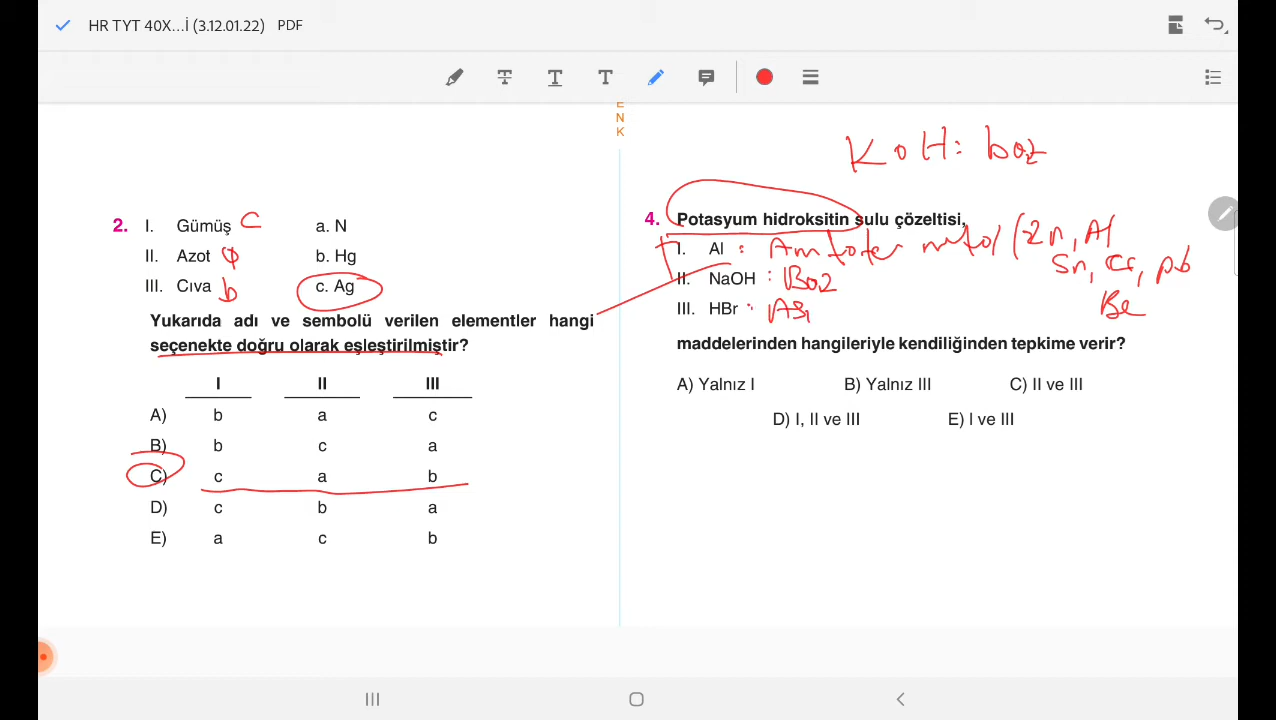 HR TYT 40X...İ (3.12.01.22) PDF
E
N
K
KOH: baz
2. I. Gümüş c a. N
II. Azot a b. Hg
III. Cıva b c. Ag
Yukarıda adı ve sembolü verilen elementler hangi
seçenekte doğru olarak eşleştirilmiştir?
I II III
A) b a c
B) b c a
C) c a b
D) c b a
E) a c b
4. Potasyum hidroksitin sulu çözeltisi,
I. Al : Amfoter metal (Zn, Al
Sn, Cr, Pb
Be
II. NaOH : Baz
III. HBr : Asi
maddelerinden hangileriyle kendiliğinden tepkime verir?
A) Yalnız I B) Yalnız III C) II ve III
D) I, II ve III E) I ve III